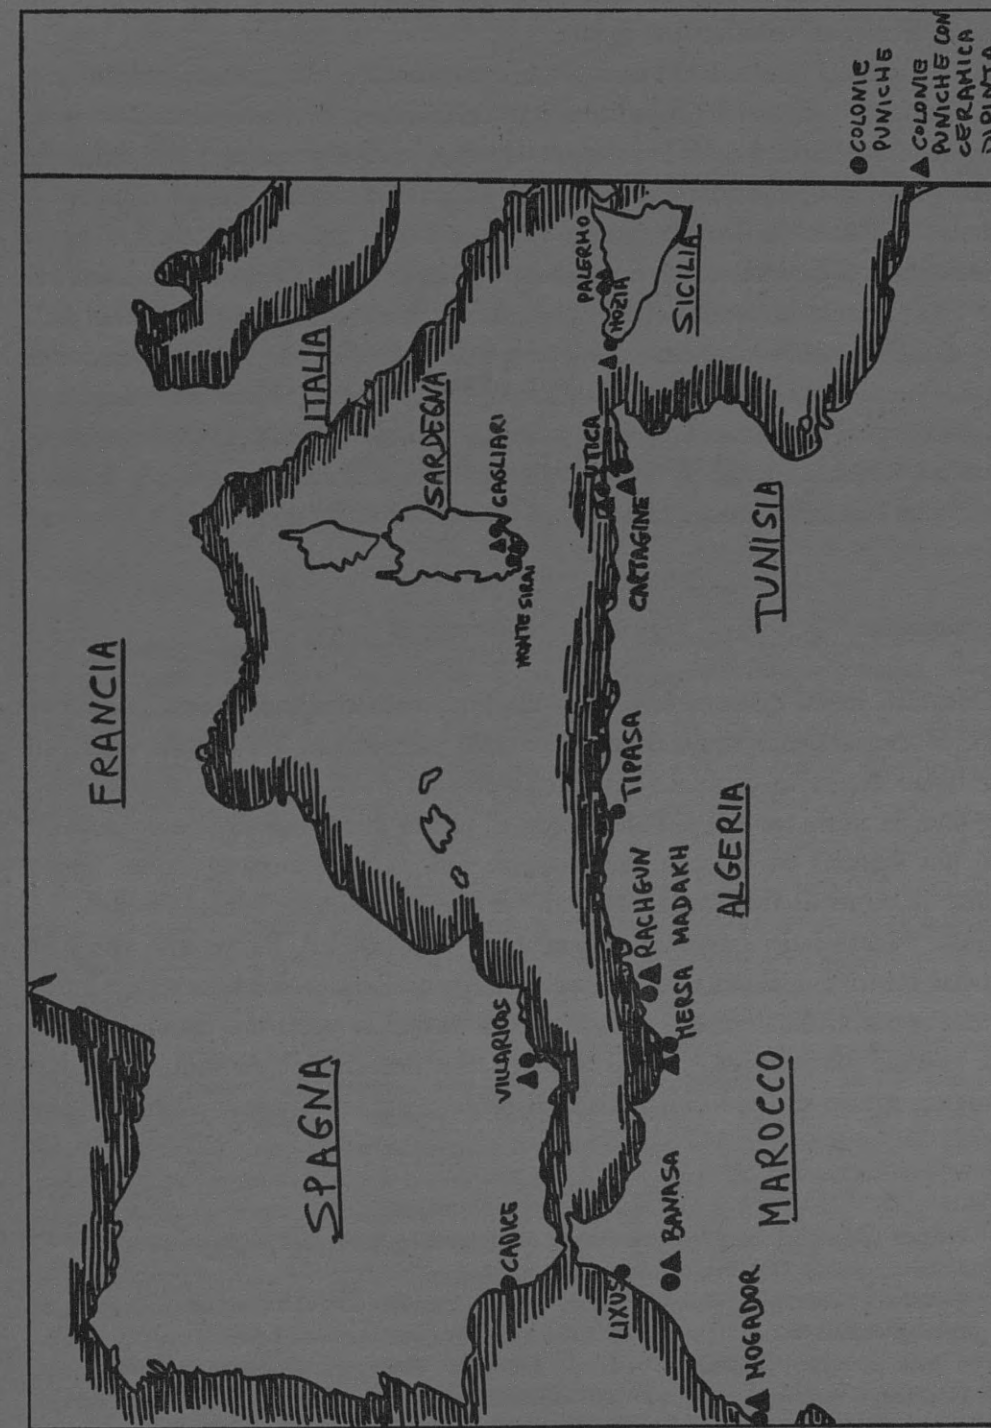 FRANCIA
ITALIA
SPAGNA
SARDEGNA
CAGLIARI
MONTE SIRAI
PALERMO
MOZIA
SICILIA
UTICA
CARTAGINE
TUNISIA
TIPASA
ALGERIA
RACHGUN
MERSA MADAKH
VILLARICOS
CADICE
LIXUS
BANASA
MAROCCO
MOGADOR
COLONIE
PUNICHE
COLONIE
PUNICHE CON
CERAMICA
DIPINTA